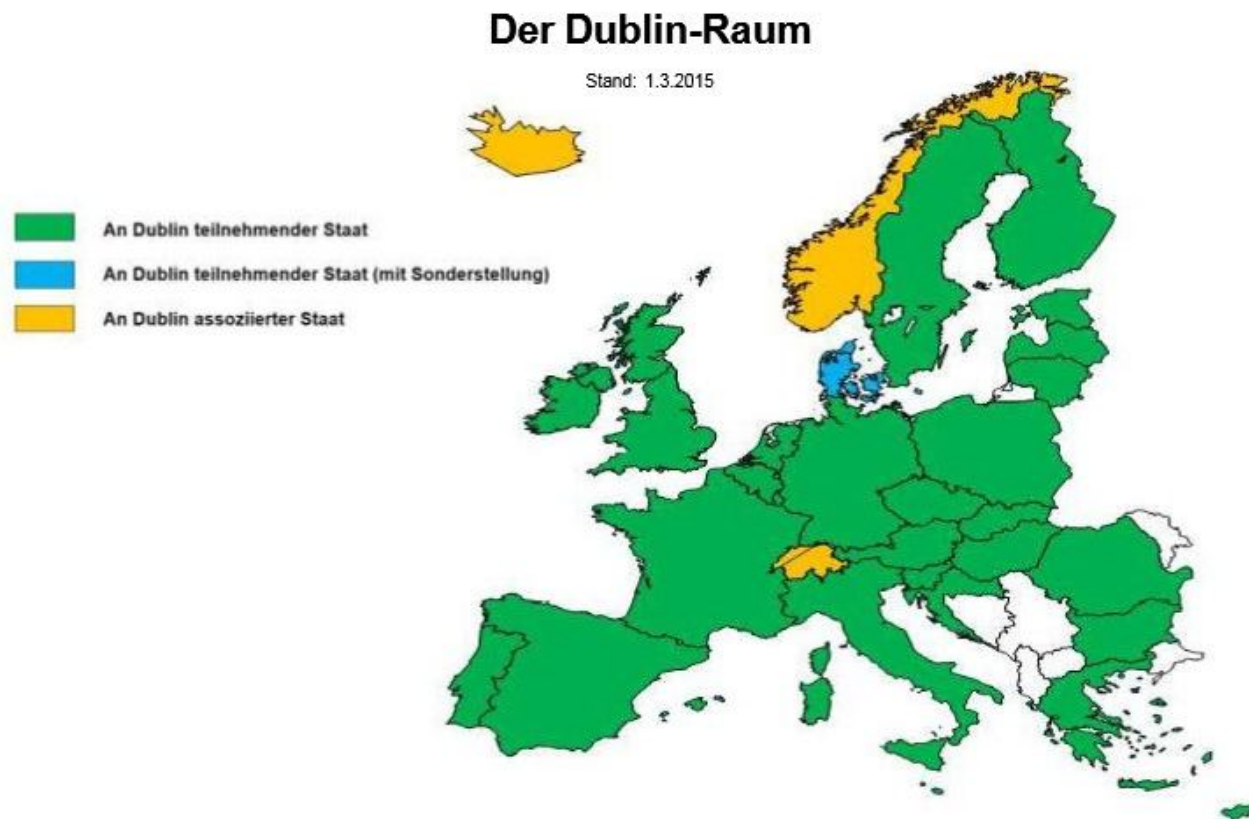 Der Dublin-Raum
Stand: 1.3.2015
An Dublin teilnehmender Staat
An Dublin teilnehmender Staat (mit Sonderstellung)
An Dublin assoziierter Staat